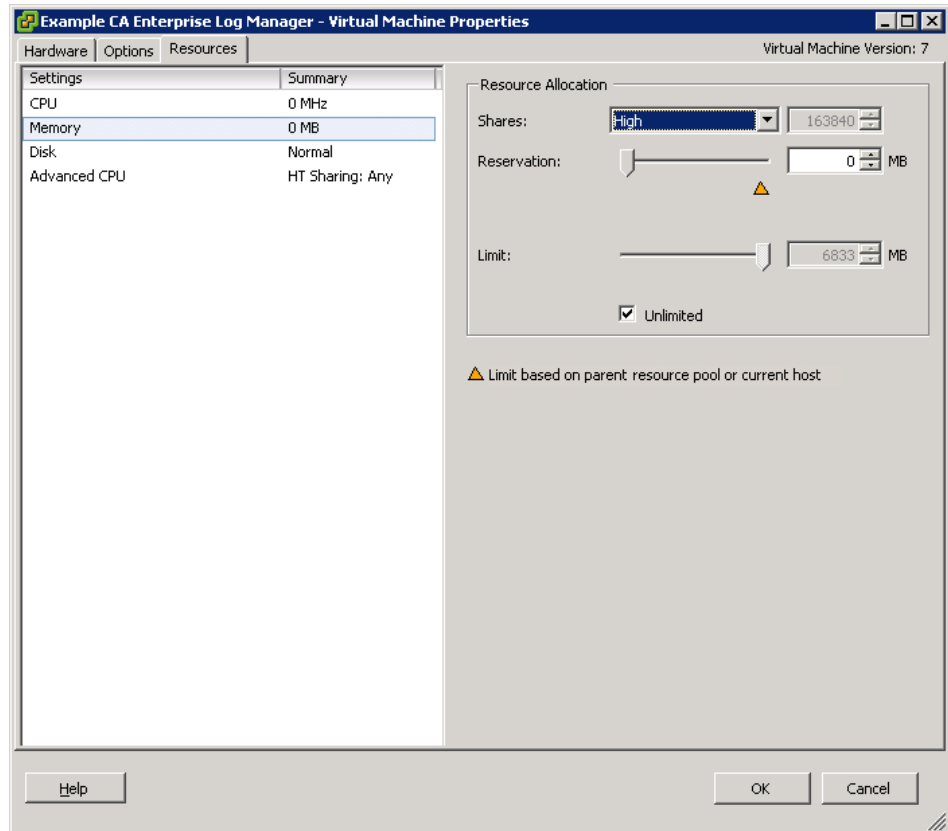 Example CA Enterprise Log Manager - Virtual Machine Properties
Hardware Options Resources Virtual Machine Version: 7
Settings Summary
CPU 0 MHz
Memory 0 MB
Disk Normal
Advanced CPU HT Sharing: Any
Resource Allocation
Shares: High 163840
Reservation: 0 MB
Limit: 6833 MB
Unlimited
Limit based on parent resource pool or current host
Help OK Cancel